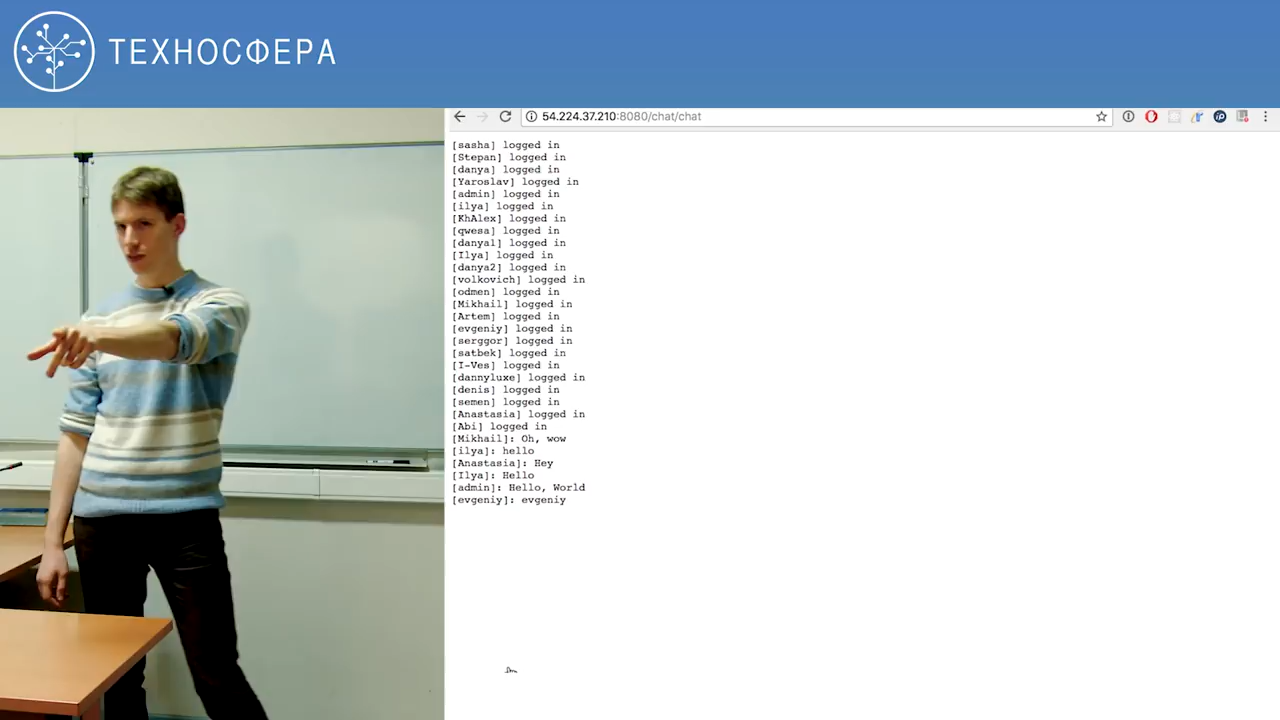 ТЕХНОСФЕРА
54.224.37.210:8080/chat/chat
[sasha] logged in
[Stepan] logged in
[danya] logged in
[Yaroslav] logged in
[admin] logged in
[ilya] logged in
[KhAlex] logged in
[qwesa] logged in
[danya1] logged in
[Ilya] logged in
[danya2] logged in
[volkovich] logged in
[odmen] logged in
[Mikhail] logged in
[Artem] logged in
[evgeniy] logged in
[serggor] logged in
[satbek] logged in
[I-Ves] logged in
[dannyluxe] logged in
[denis] logged in
[semen] logged in
[Anastasia] logged in
[Abi] logged in
[Mikhail]: Oh, wow
[ilya]: hello
[Anastasia]: Hey
[Ilya]: Hello
[admin]: Hello, World
[evgeniy]: evgeniy